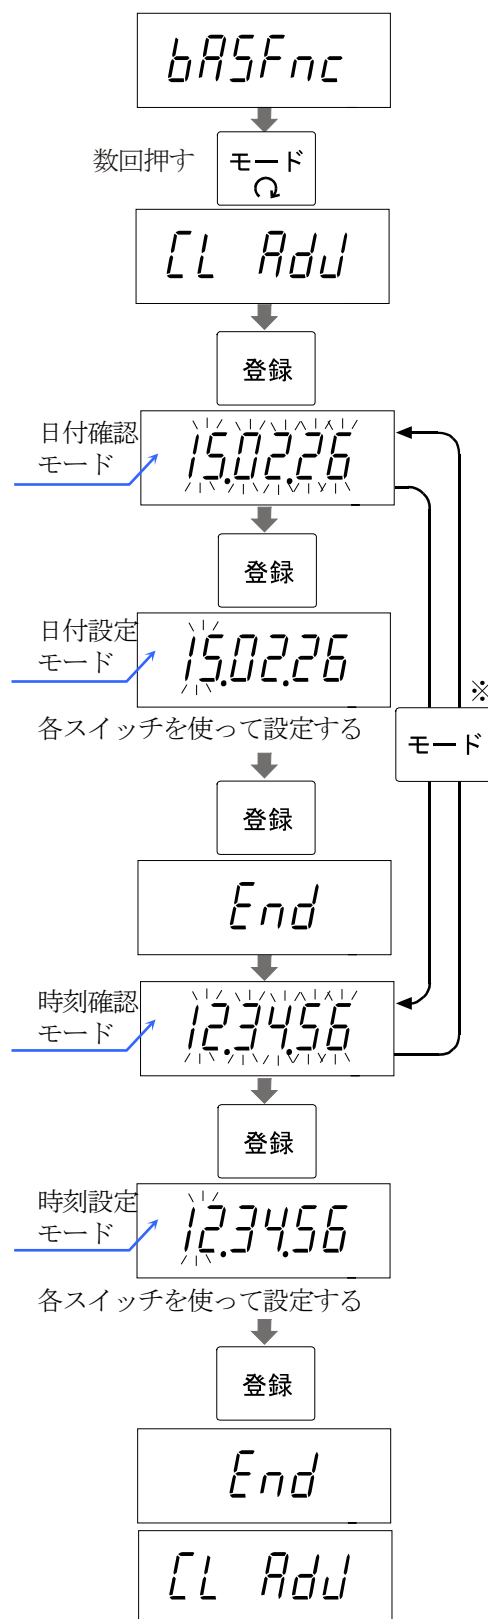 bASFnc
数回押す
モード
CL AdJ
登録
日付確認
モード
15.02.26
登録
日付設定
モード
15.02.26
※
モード
各スイッチを使って設定する
登録
End
時刻確認
モード
12.34.56
登録
時刻設定
モード
12.34.56
各スイッチを使って設定する
登録
End
CL AdJ